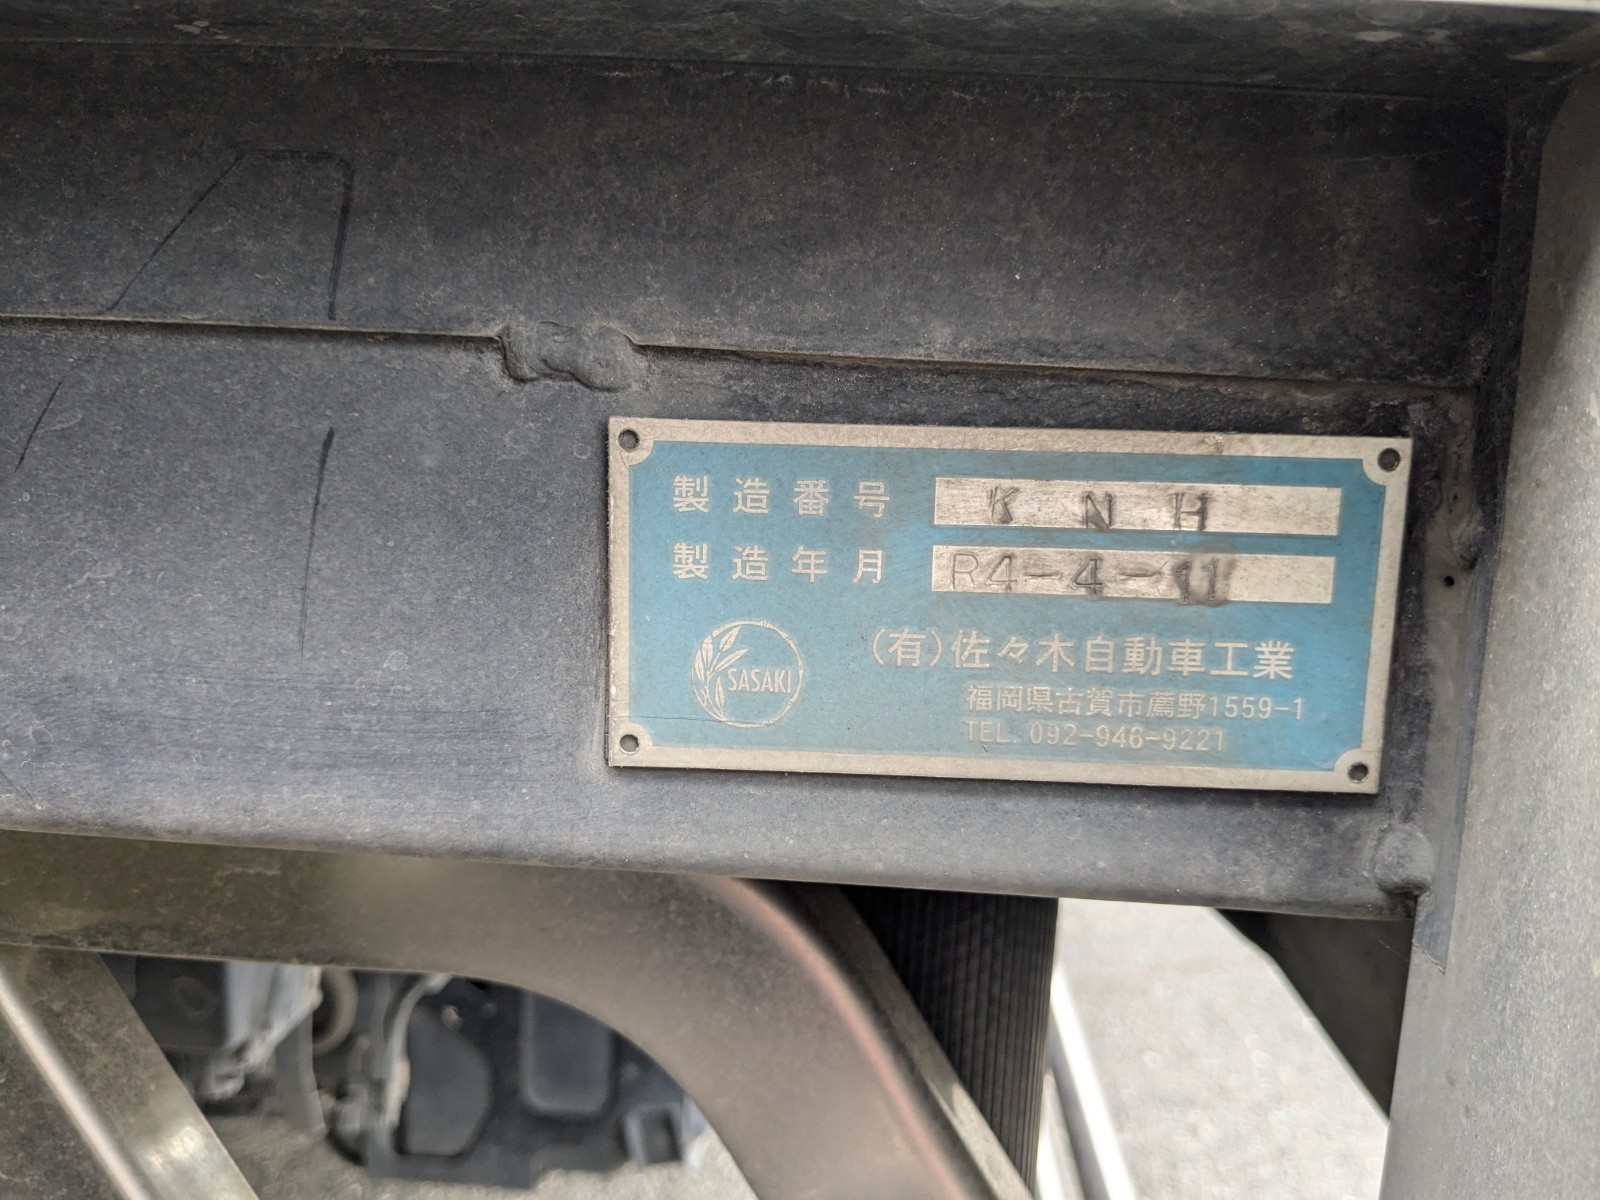 製造番号 K N H
製造年月 R4-4-11
SASAKI
(有)佐々木自動車工業
福岡県古賀市薦野1559-1
TEL. 092-946-9221